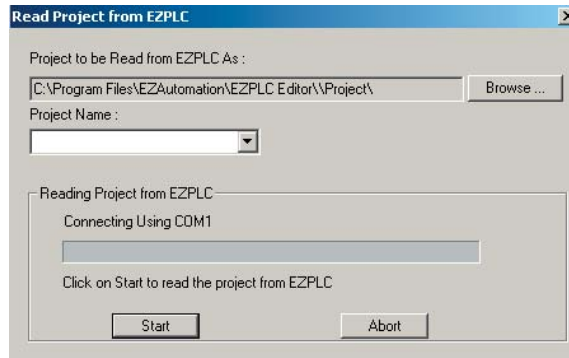 Read Project from EZPLC
Project to be Read from EZPLC As :
C:\Program Files\EZAutomation\EZPLC Editor\\Project\
Browse ...
Project Name :
Reading Project from EZPLC
Connecting Using COM1
Click on Start to read the project from EZPLC
Start
Abort